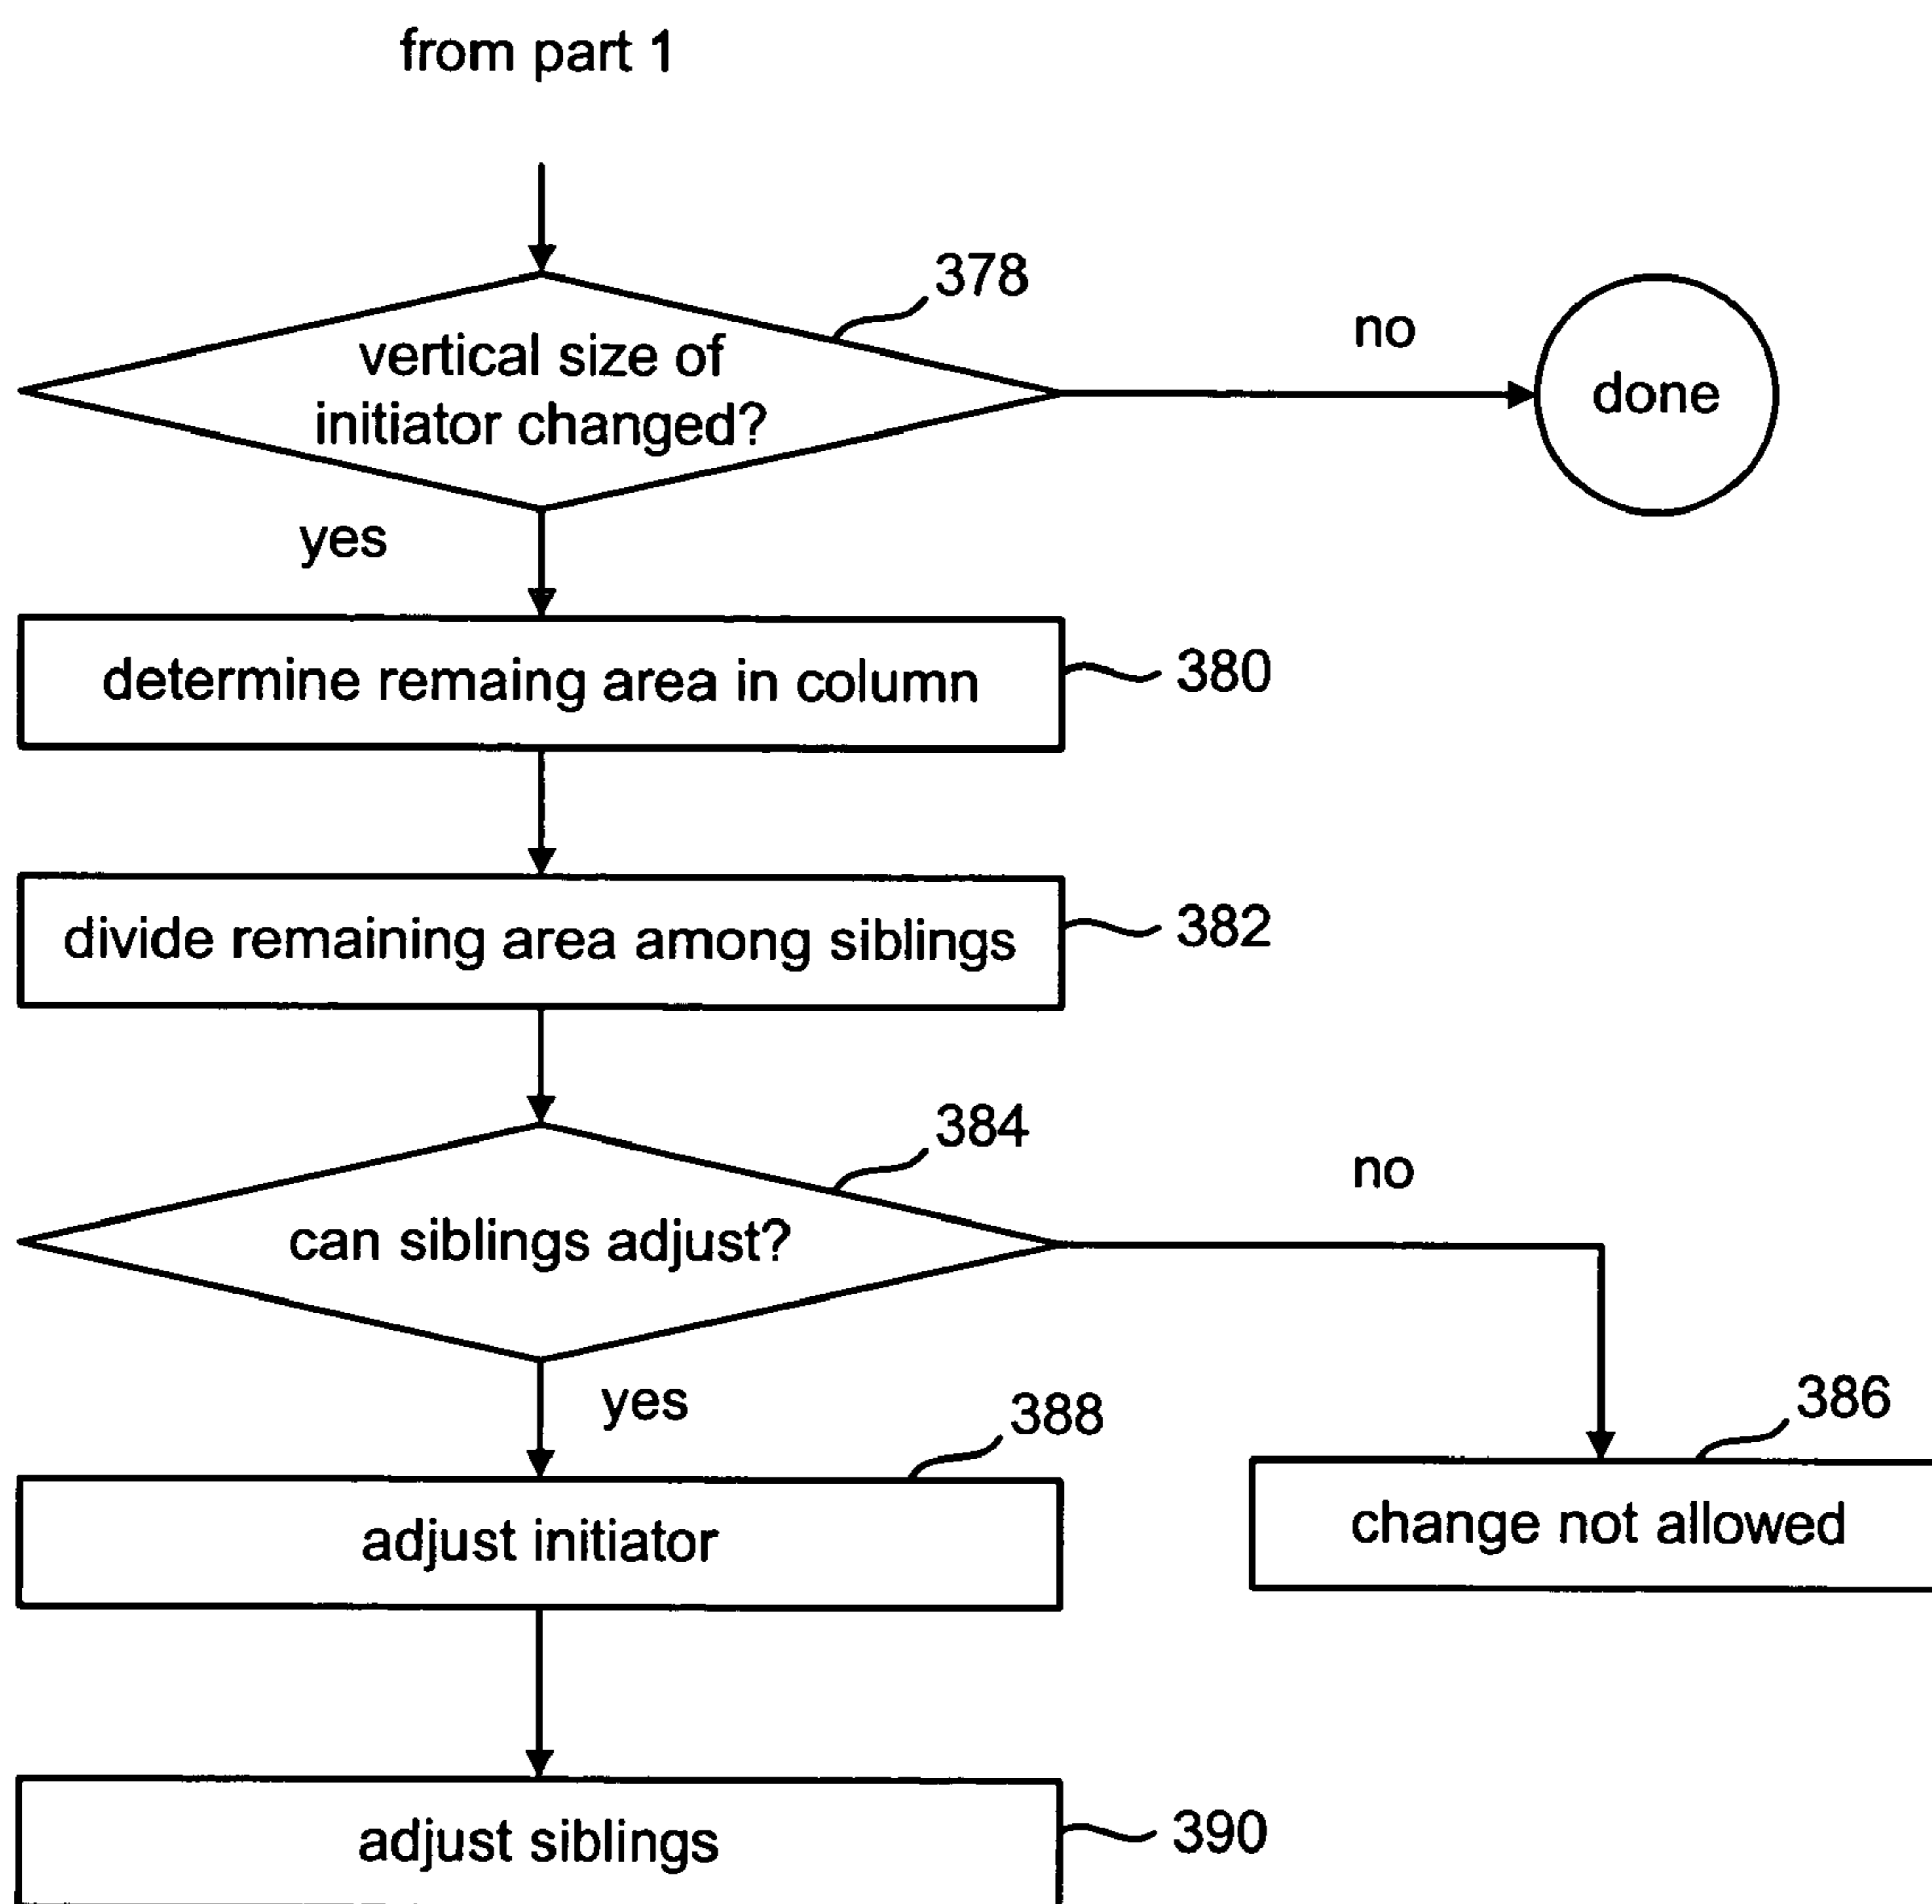 from part 1
378
no
vertical size of
initiator changed?
done
yes
determine remaing area in column
380
divide remaining area among siblings
382
384
no
can siblings adjust?
yes
388
386
adjust initiator
change not allowed
adjust siblings
390